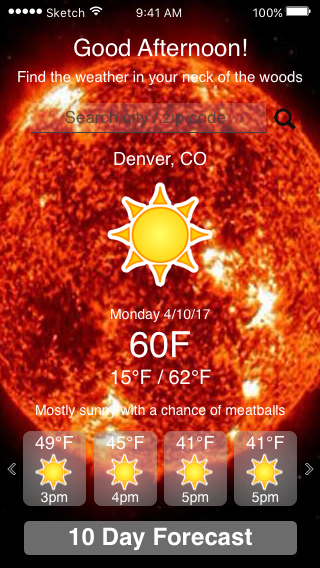 Sketch 9:41 AM 100%
Good Afternoon!
Find the weather in your neck of the woods
Search city / zip code
Denver, CO
Monday 4/10/17
60F
15°F / 62°F
Mostly sunny with a chance of meatballs
49°F 45°F 41°F 41°F
3pm 4pm 5pm 5pm
10 Day Forecast